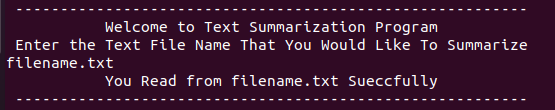 ---------------------------------------------------------
Welcome to Text Summarization Program
Enter the Text File Name That You Would Like To Summarize
filename.txt
You Read from filename.txt Sueccfully
---------------------------------------------------------